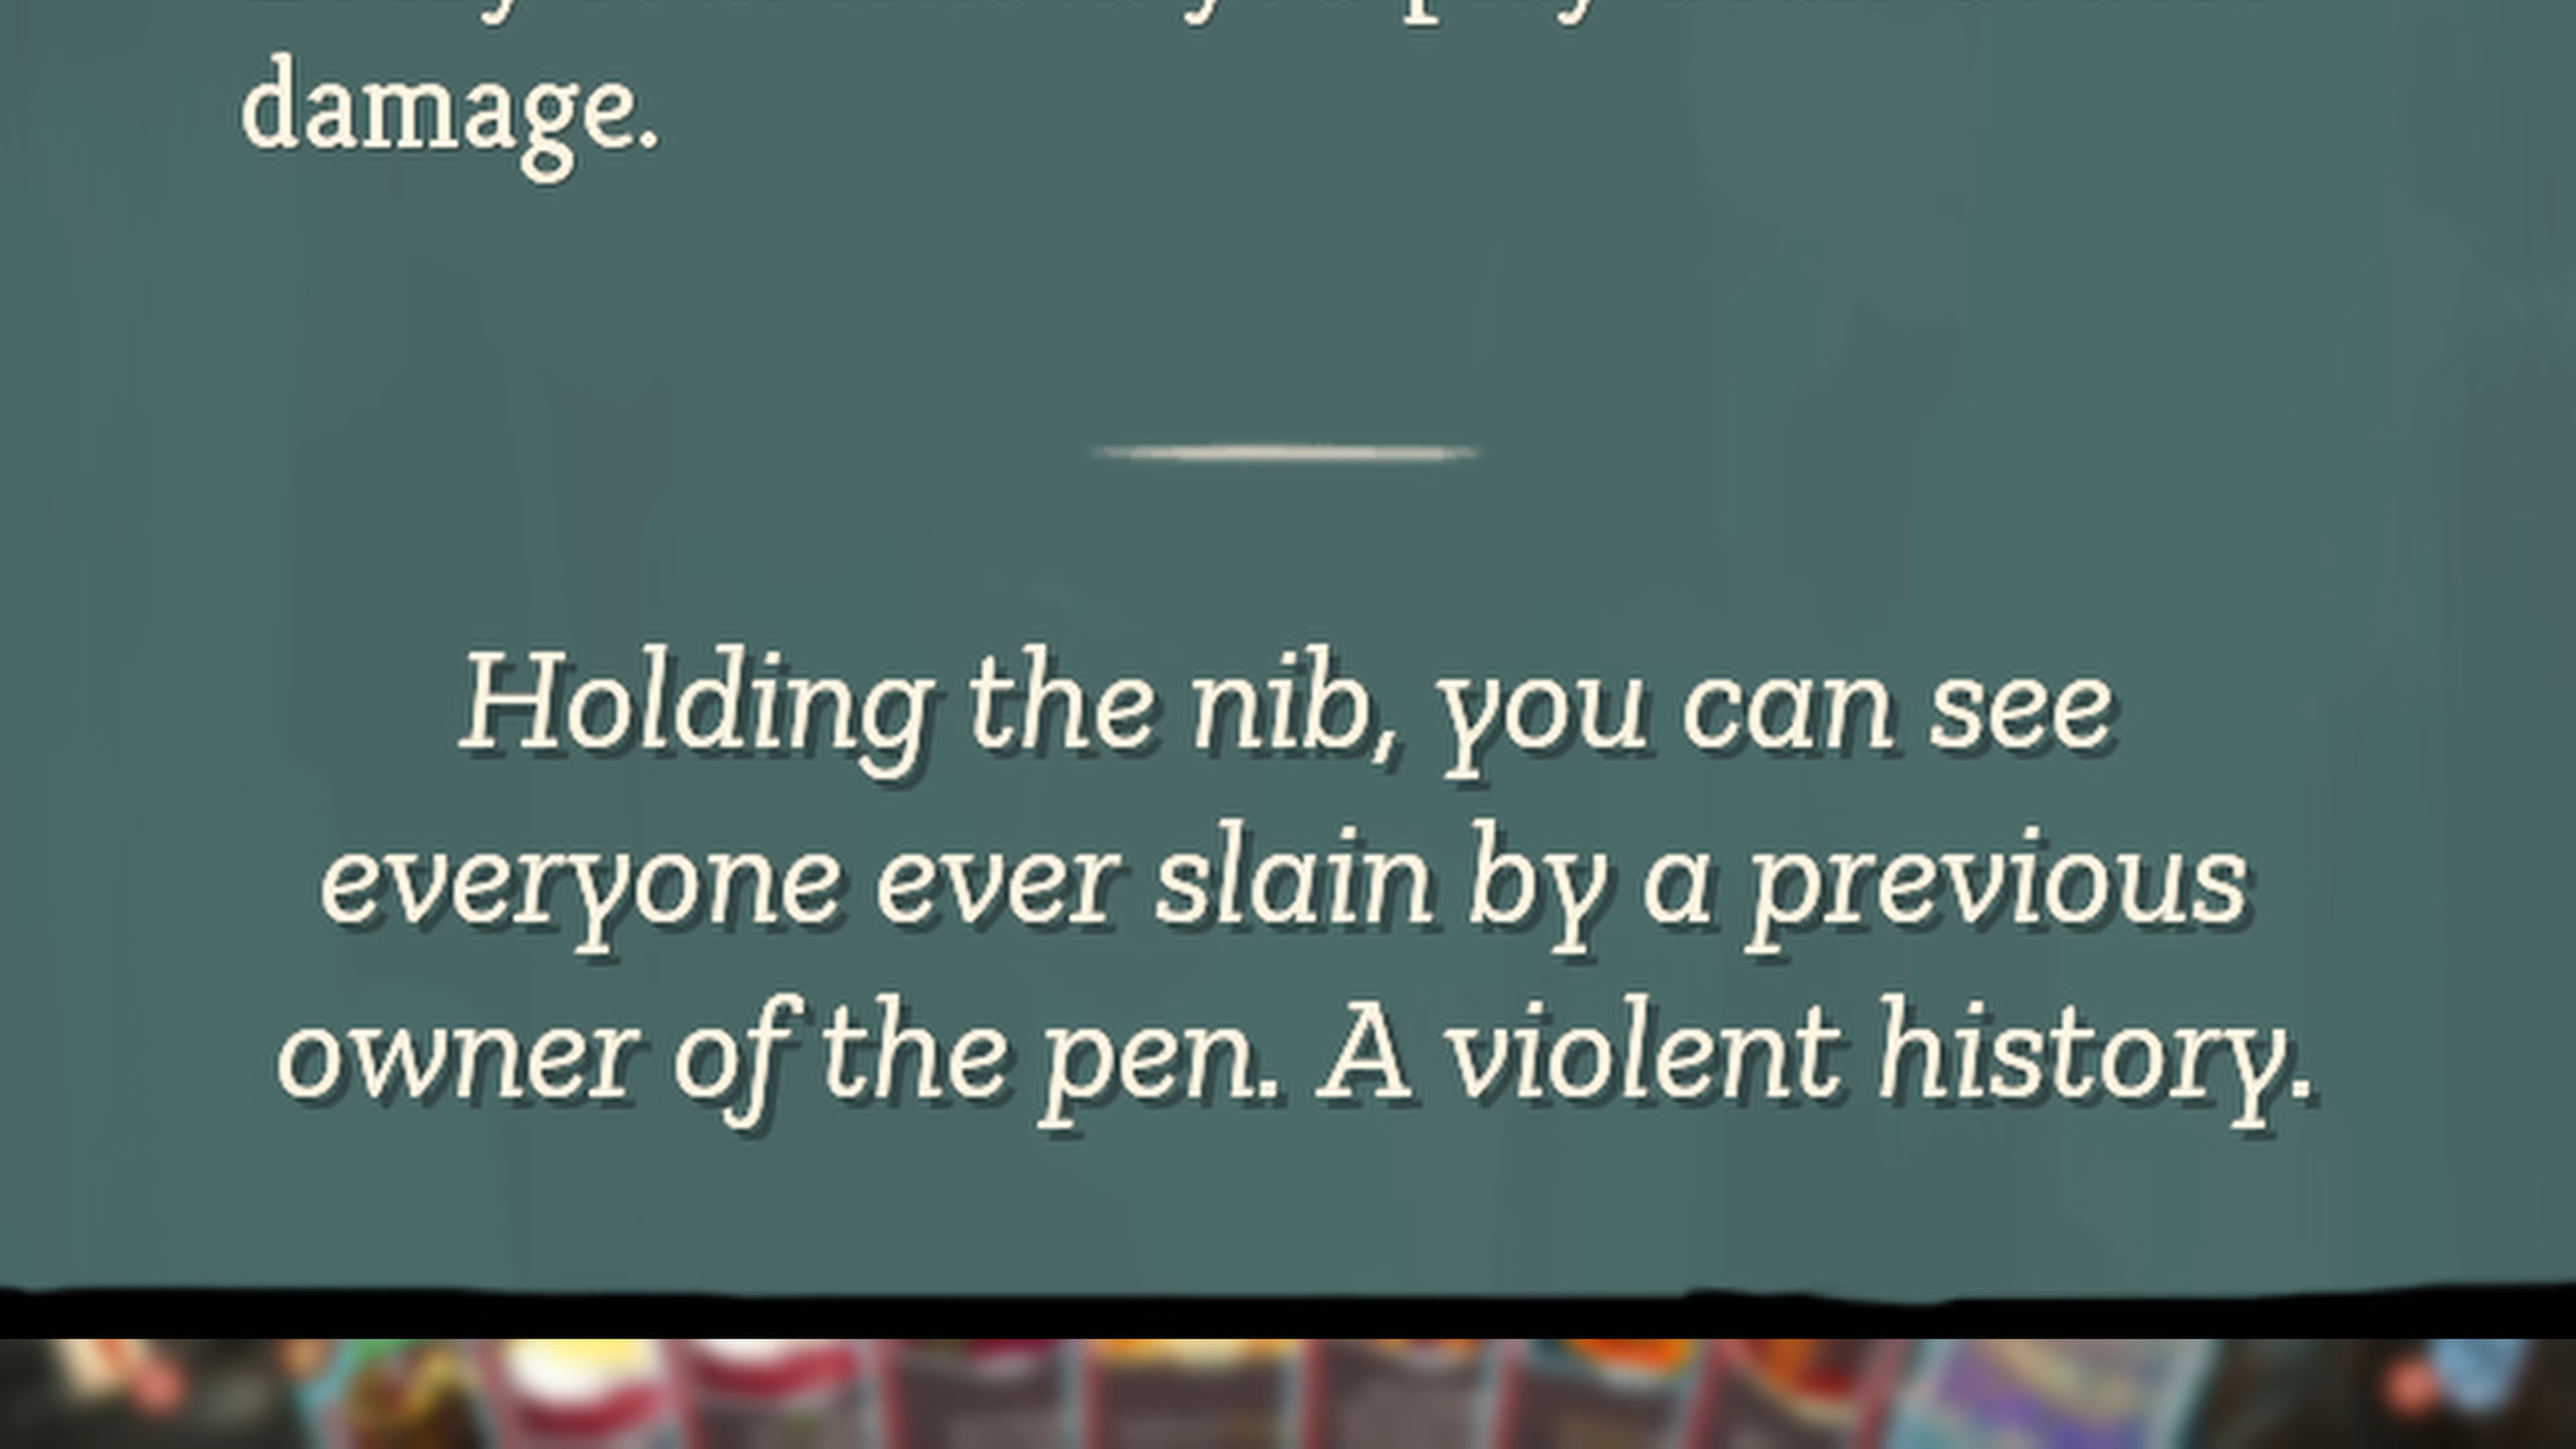 damage.
Holding the nib, you can see
everyone ever slain by a previous
owner of the pen. A violent history.